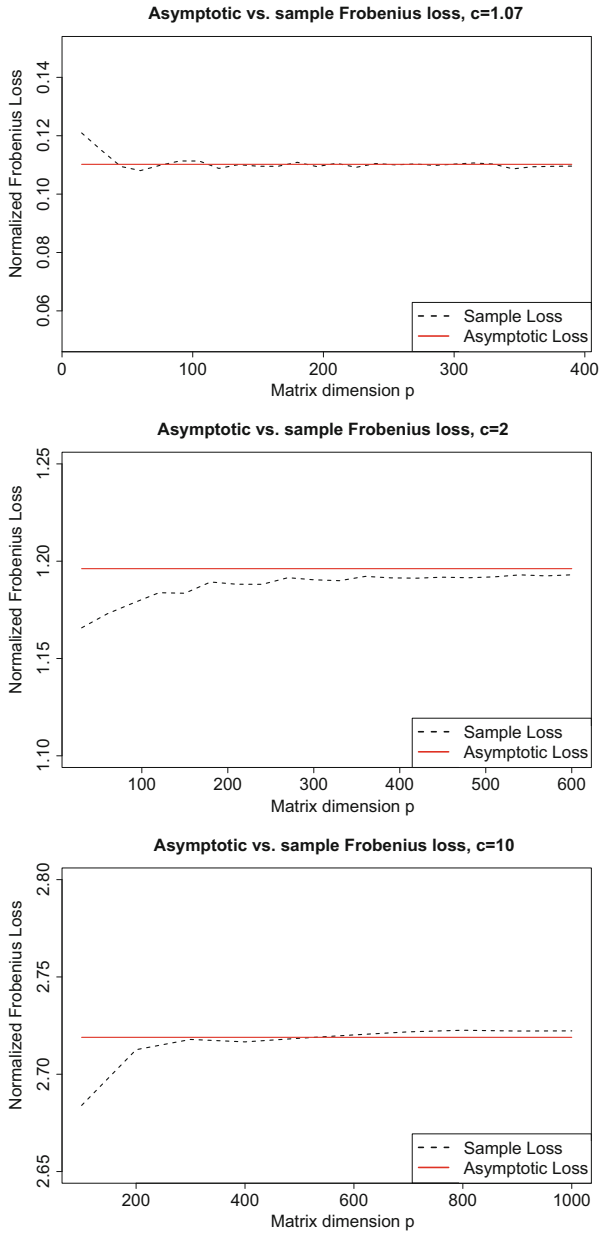 Asymptotic vs. sample Frobenius loss, c=1.07
Normalized Frobenius Loss
0.14
0.12
0.10
0.08
0.06
Sample Loss
Asymptotic Loss
0 100 200 300 400
Matrix dimension p
Asymptotic vs. sample Frobenius loss, c=2
Normalized Frobenius Loss
1.25
1.20
1.15
1.10
Sample Loss
Asymptotic Loss
100 200 300 400 500 600
Matrix dimension p
Asymptotic vs. sample Frobenius loss, c=10
Normalized Frobenius Loss
2.80
2.75
2.70
2.65
Sample Loss
Asymptotic Loss
200 400 600 800 1000
Matrix dimension p